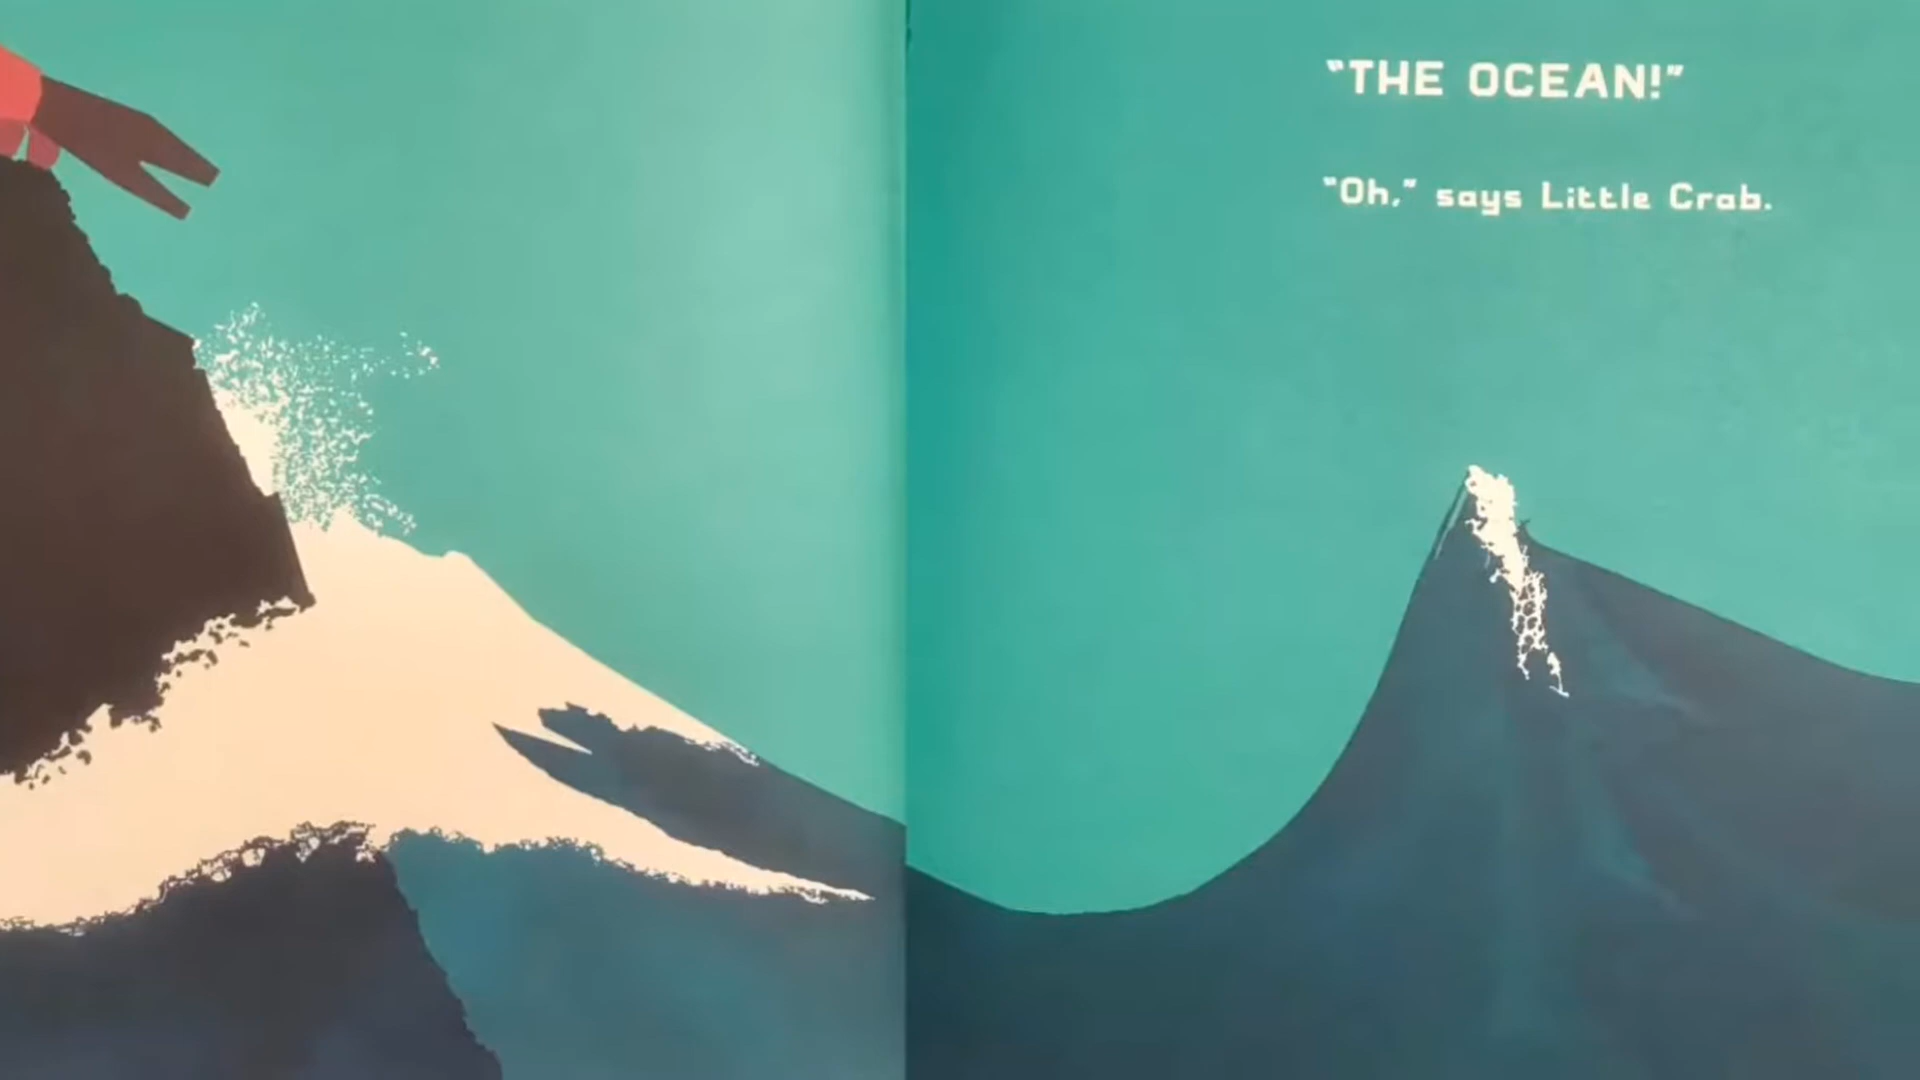 “THE OCEAN!”
“Oh,” says Little Crab.